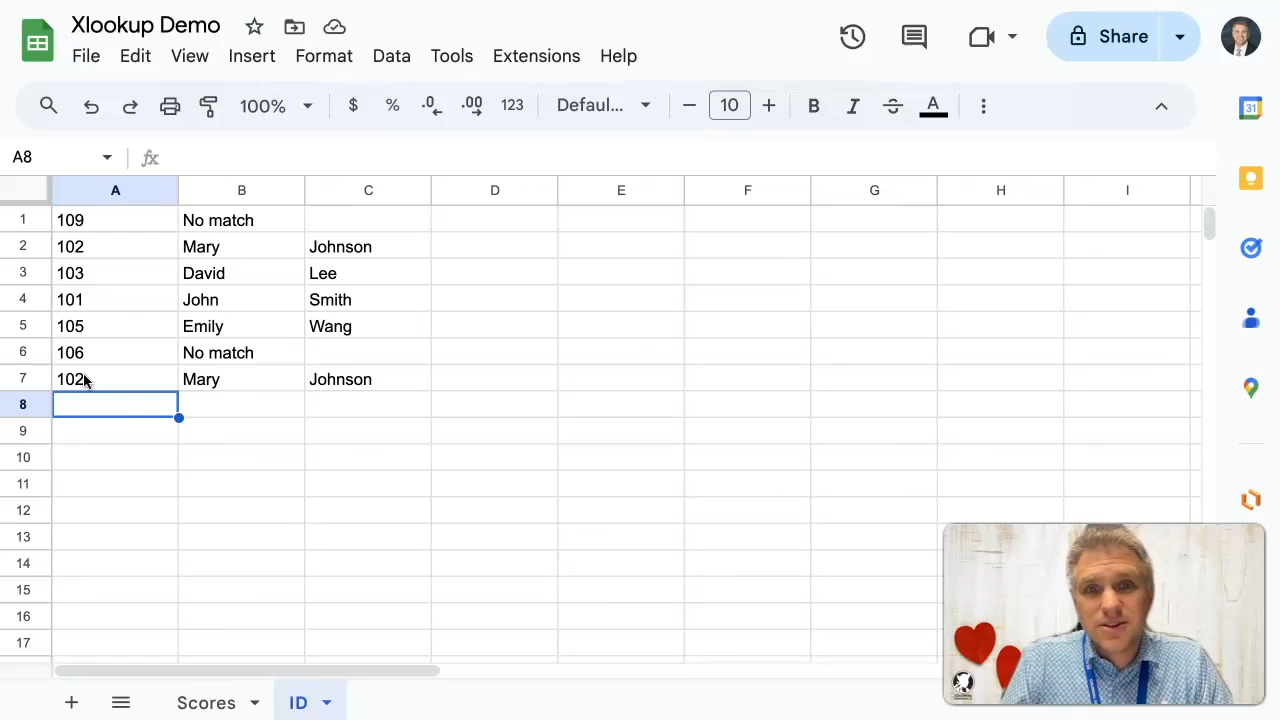 Xlookup Demo
File Edit View Insert Format Data Tools Extensions Help
Share
100% $ % .0 .00 123 Defaul... 10 B I S A
31
A8 fx
A B C D E F G H I
1 109 No match
2 102 Mary Johnson
3 103 David Lee
4 101 John Smith
5 105 Emily Wang
6 106 No match
7 102 Mary Johnson
8
9
10
11
12
13
14
15
16
17
Scores ID